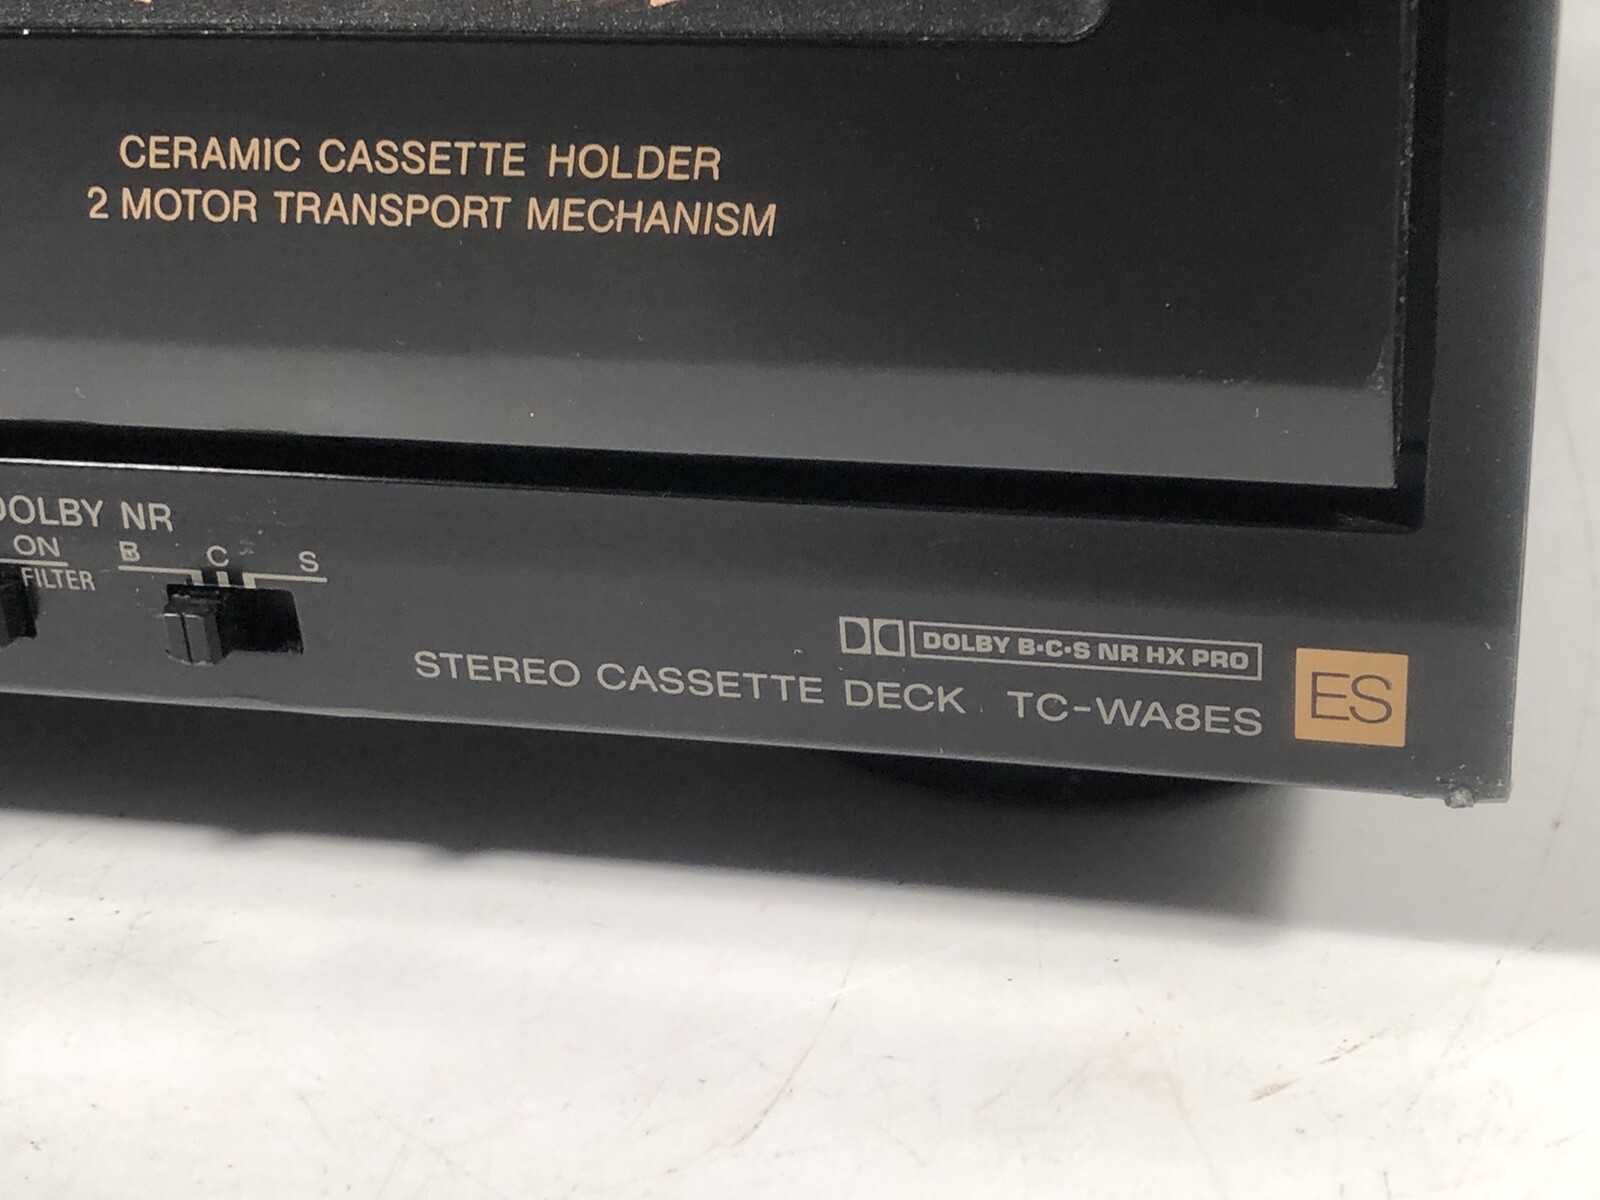 CERAMIC CASSETTE HOLDER
2 MOTOR TRANSPORT MECHANISM
DOLBY NR
ON
FILTER
B C S
DOLBY B·C·S NR HX PRO
STEREO CASSETTE DECK TC-WA8ES
ES